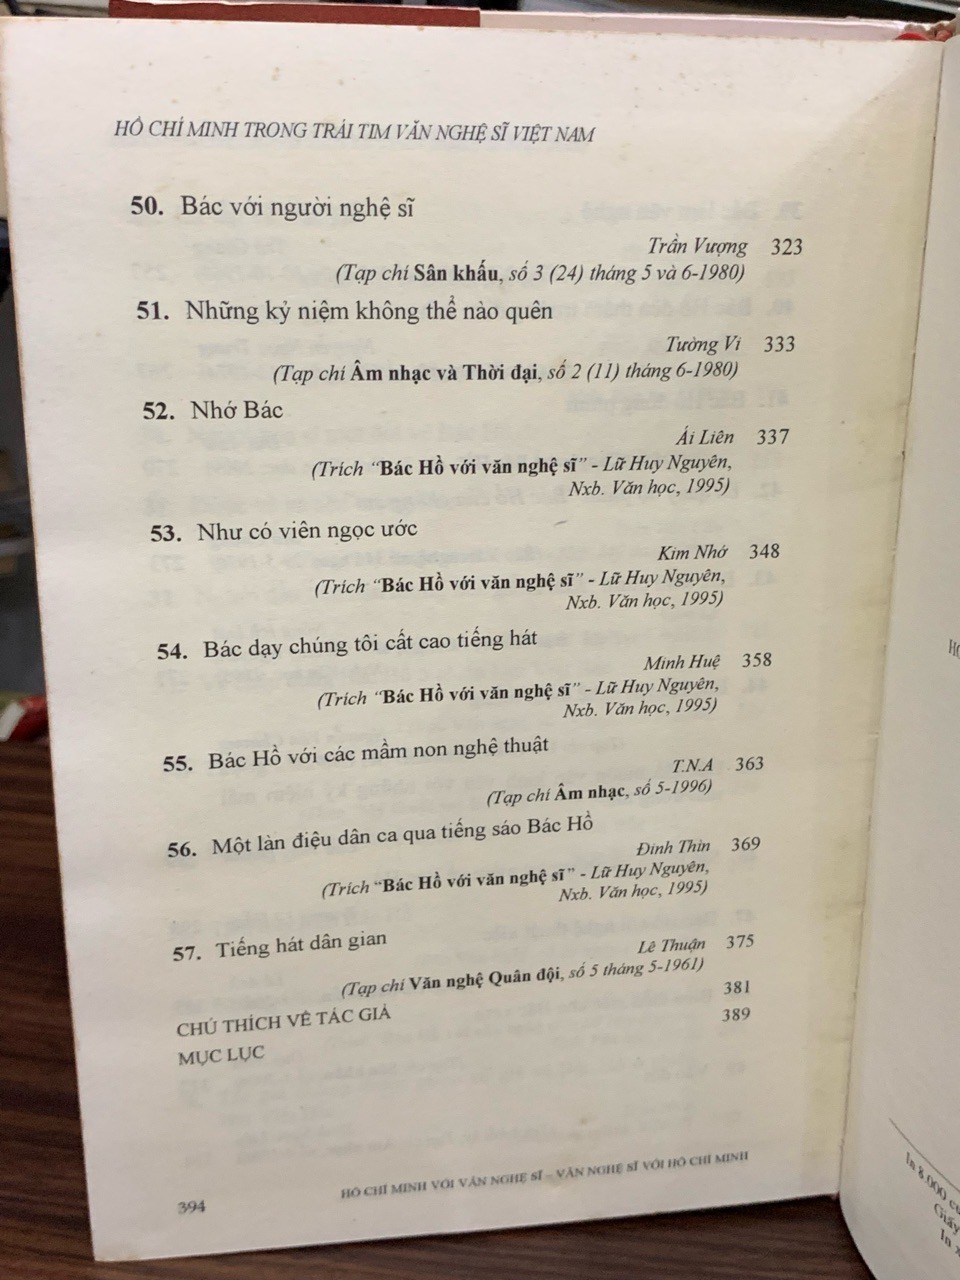 HỒ CHÍ MINH TRONG TRÁI TIM VĂN NGHỆ SĨ VIỆT NAM
50. Bác với người nghệ sĩ
Trần Vượng 323
(Tạp chí Sân khấu, số 3 (24) tháng 5 và 6-1980)
51. Những kỷ niệm không thể nào quên
Tường Vi 333
(Tạp chí Âm nhạc và Thời đại, số 2 (11) tháng 6-1980)
52. Nhớ Bác
Ái Liên 337
(Trích "Bác Hồ với văn nghệ sĩ" - Lữ Huy Nguyên,
Nxb. Văn học, 1995)
53. Như có viên ngọc ước
Kim Nhớ 348
(Trích "Bác Hồ với văn nghệ sĩ" - Lữ Huy Nguyên,
Nxb. Văn học, 1995)
54. Bác dạy chúng tôi cất cao tiếng hát
Minh Huệ 358
(Trích "Bác Hồ với văn nghệ sĩ" - Lữ Huy Nguyên,
Nxb. Văn học, 1995)
55. Bác Hồ với các mầm non nghệ thuật
T.N.A 363
(Tạp chí Âm nhạc, số 5-1996)
56. Một làn điệu dân ca qua tiếng sáo Bác Hồ
Đinh Thìn 369
(Trích "Bác Hồ với văn nghệ sĩ" - Lữ Huy Nguyên,
Nxb. Văn học, 1995)
57. Tiếng hát dân gian
Lê Thuận 375
(Tạp chí Văn nghệ Quân đội, số 5 tháng 5-1961)
CHÚ THÍCH VỀ TÁC GIẢ 381
MỤC LỤC 389
394 HỒ CHÍ MINH VỚI VĂN NGHỆ SĨ - VĂN NGHỆ SĨ VỚI HỒ CHÍ MINH
In 8.000
Giấy
In